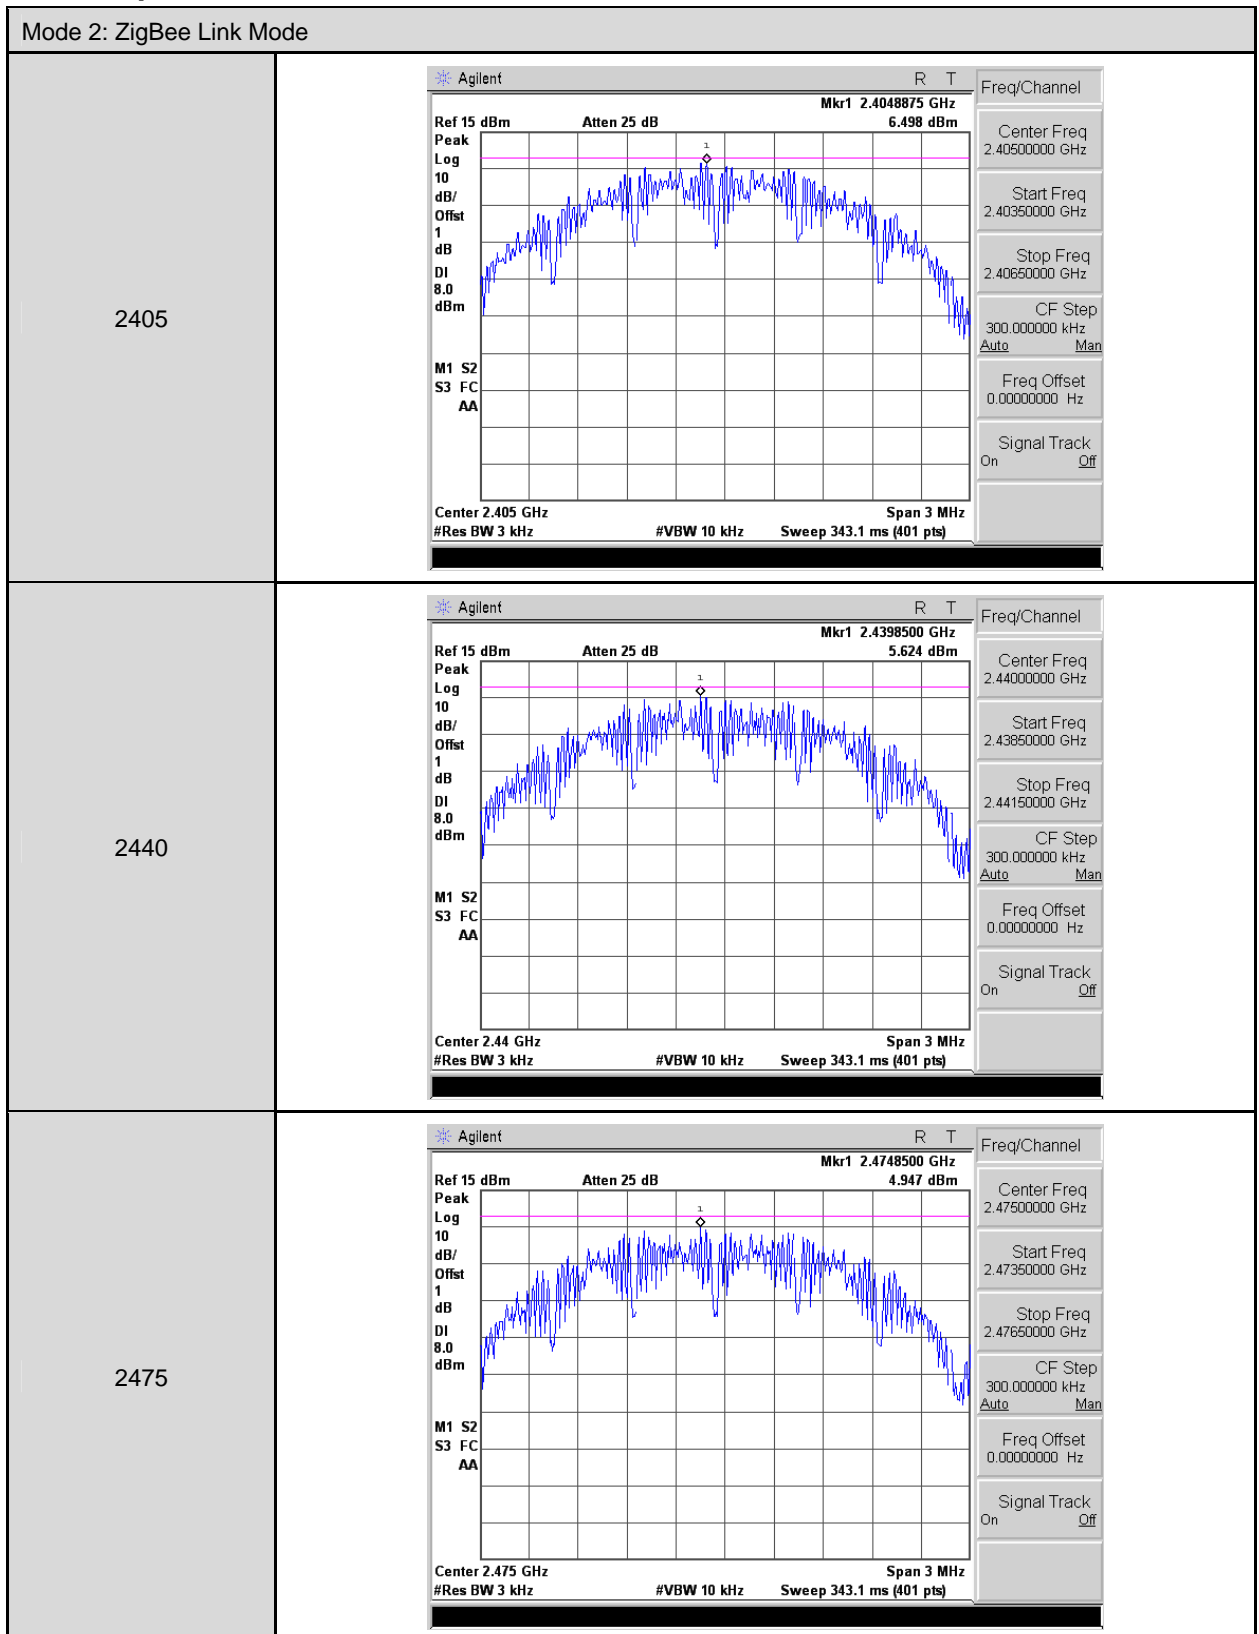 Mode 2: ZigBee Link Mode
2405
Agilent R T
Mkr1 2.4048875 GHz
Ref 15 dBm Atten 25 dB 6.498 dBm
Peak
Log
10
dB/
Offst
1
dB
DI
8.0
dBm
M1 S2
S3 FC
AA
1
Center 2.405 GHz Span 3 MHz
#Res BW 3 kHz #VBW 10 kHz Sweep 343.1 ms (401 pts)
Freq/Channel
Center Freq
2.40500000 GHz
Start Freq
2.40350000 GHz
Stop Freq
2.40650000 GHz
CF Step
300.000000 kHz
Auto Man
Freq Offset
0.00000000 Hz
Signal Track
On Off
2440
Agilent R T
Mkr1 2.4398500 GHz
Ref 15 dBm Atten 25 dB 5.624 dBm
Peak
Log
10
dB/
Offst
1
dB
DI
8.0
dBm
M1 S2
S3 FC
AA
1
Center 2.44 GHz Span 3 MHz
#Res BW 3 kHz #VBW 10 kHz Sweep 343.1 ms (401 pts)
Freq/Channel
Center Freq
2.44000000 GHz
Start Freq
2.43850000 GHz
Stop Freq
2.44150000 GHz
CF Step
300.000000 kHz
Auto Man
Freq Offset
0.00000000 Hz
Signal Track
On Off
2475
Agilent R T
Mkr1 2.4748500 GHz
Ref 15 dBm Atten 25 dB 4.947 dBm
Peak
Log
10
dB/
Offst
1
dB
DI
8.0
dBm
M1 S2
S3 FC
AA
1
Center 2.475 GHz Span 3 MHz
#Res BW 3 kHz #VBW 10 kHz Sweep 343.1 ms (401 pts)
Freq/Channel
Center Freq
2.47500000 GHz
Start Freq
2.47350000 GHz
Stop Freq
2.47650000 GHz
CF Step
300.000000 kHz
Auto Man
Freq Offset
0.00000000 Hz
Signal Track
On Off